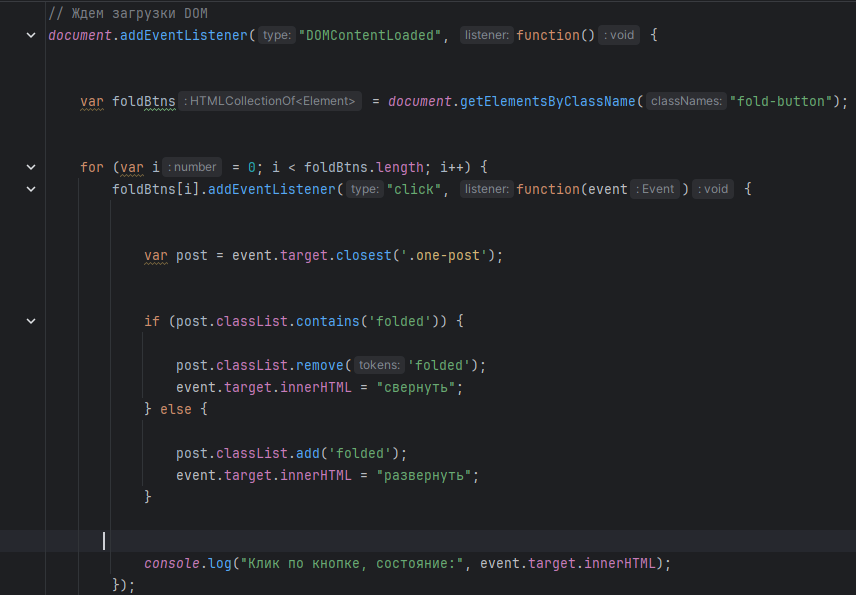 // Ждем загрузки DOM
document.addEventListener( type: "DOMContentLoaded", listener: function() : void {
var foldBtns : HTMLCollectionOf<Element> = document.getElementsByClassName( classNames: "fold-button");
for (var i : number = 0; i < foldBtns.length; i++) {
foldBtns[i].addEventListener( type: "click", listener: function(event : Event ) : void {
var post = event.target.closest('.one-post');
if (post.classList.contains('folded')) {
post.classList.remove( tokens: 'folded');
event.target.innerHTML = "свернуть";
} else {
post.classList.add('folded');
event.target.innerHTML = "развернуть";
}
console.log("Клик по кнопке, состояние:", event.target.innerHTML);
});